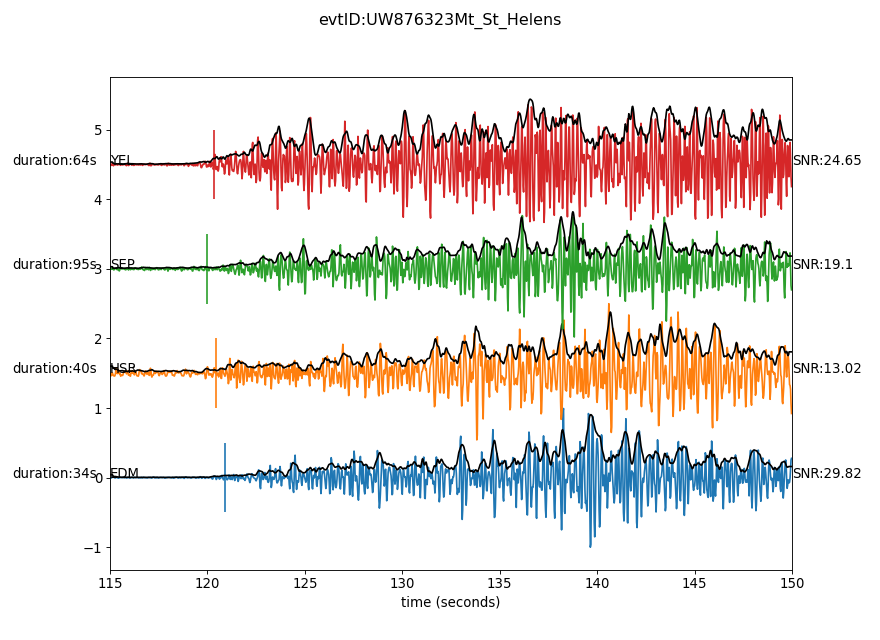 evtID:UW876323Mt_St_Helens
5
duration:64s YEL SNR:24.65
4
duration:95s 3 SEP SNR:19.1
2
duration:40s HSR SNR:13.02
1
duration:34s 0 EDM SNR:29.82
−1
115 120 125 130 135 140 145 150
time (seconds)